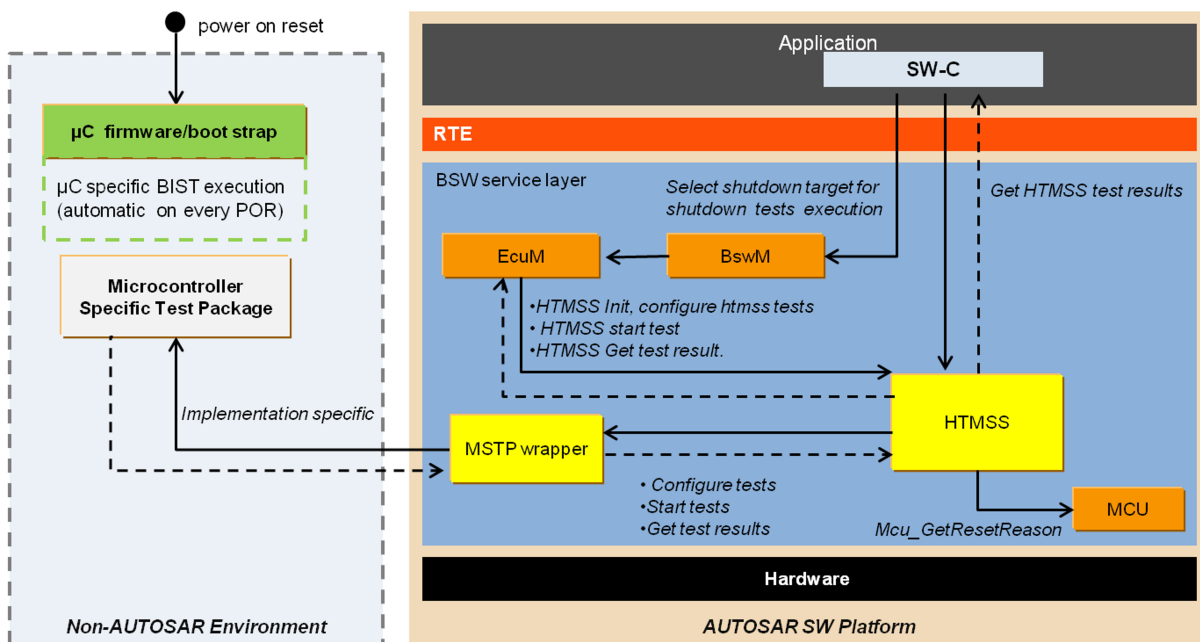 power on reset
µC firmware/boot strap
µC specific BIST execution
(automatic on every POR)
Microcontroller
Specific Test Package
Implementation specific
Non-AUTOSAR Environment
Application
SW-C
RTE
BSW service layer
Select shutdown target for
shutdown tests execution
Get HTMSS test results
EcuM
BswM
•HTMSS Init, configure htmss tests
• HTMSS start test
•HTMSS Get test result.
HTMSS
MSTP wrapper
• Configure tests
•Start tests
•Get test results
MCU
Mcu_GetResetReason
Hardware
AUTOSAR SW Platform